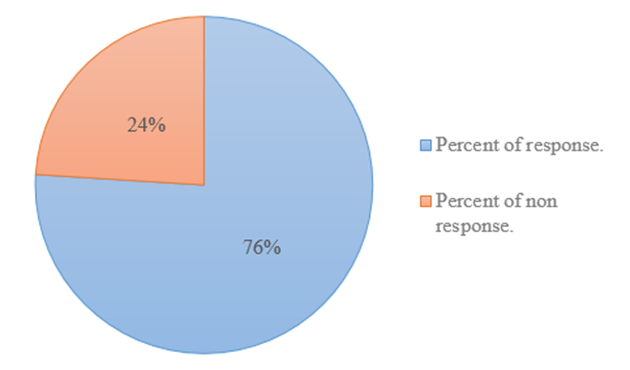 24%
76%
Percent of response.
Percent of non
response.